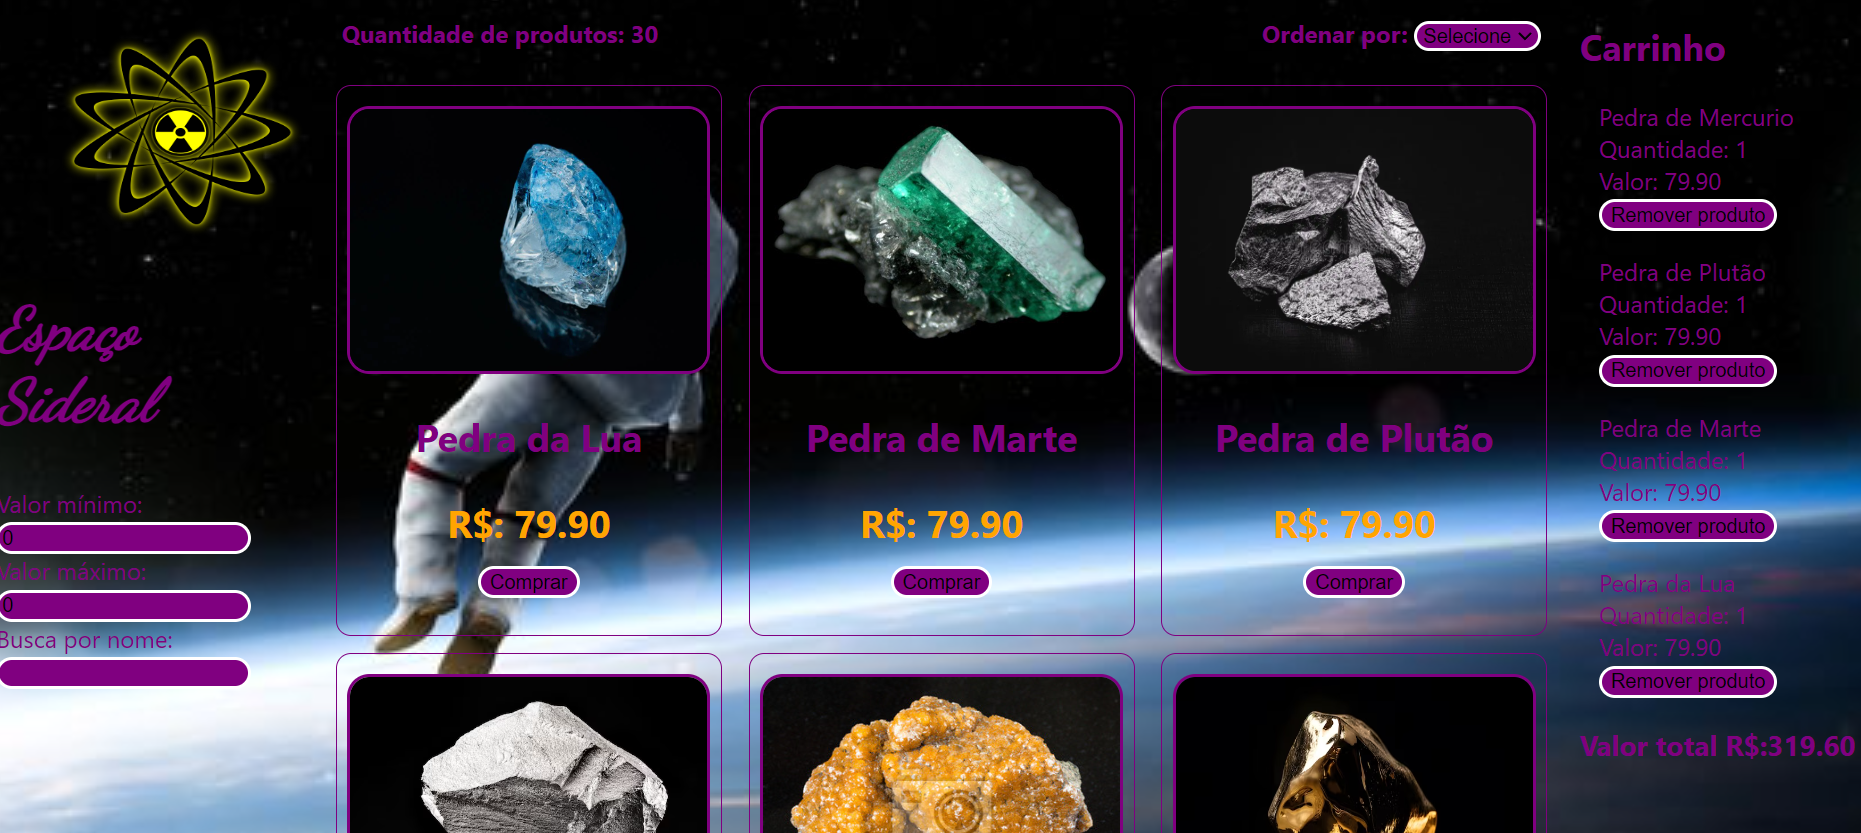 Espaço
Sideral
Valor mínimo:
0
Valor máximo:
0
Busca por nome:
Quantidade de produtos: 30
Ordenar por: Selecione
Pedra da Lua
R$: 79.90
Comprar
Pedra de Marte
R$: 79.90
Comprar
Pedra de Plutão
R$: 79.90
Comprar
Carrinho
Pedra de Mercurio
Quantidade: 1
Valor: 79.90
Remover produto
Pedra de Plutão
Quantidade: 1
Valor: 79.90
Remover produto
Pedra de Marte
Quantidade: 1
Valor: 79.90
Remover produto
Pedra da Lua
Quantidade: 1
Valor: 79.90
Remover produto
Valor total R$:319.60